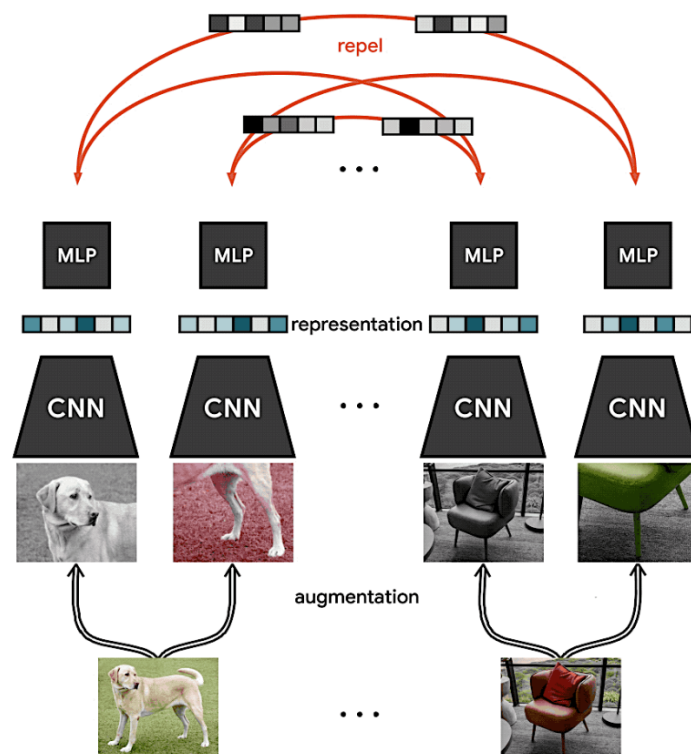 repel
. . .
MLP MLP MLP MLP
representation
CNN CNN . . . CNN CNN
augmentation
. . .